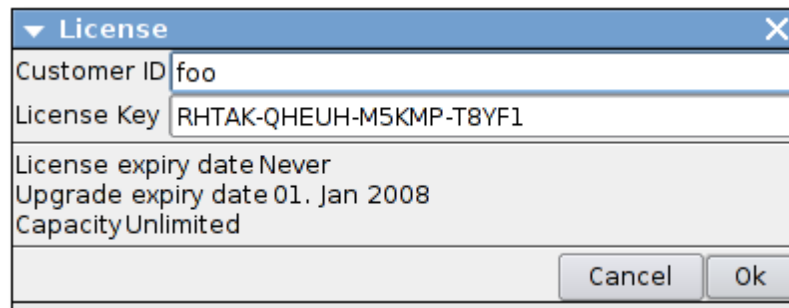 License
Customer ID foo
License Key RHTAK-QHEUH-M5KMP-T8YF1
License expiry date Never
Upgrade expiry date 01. Jan 2008
Capacity Unlimited
Cancel Ok